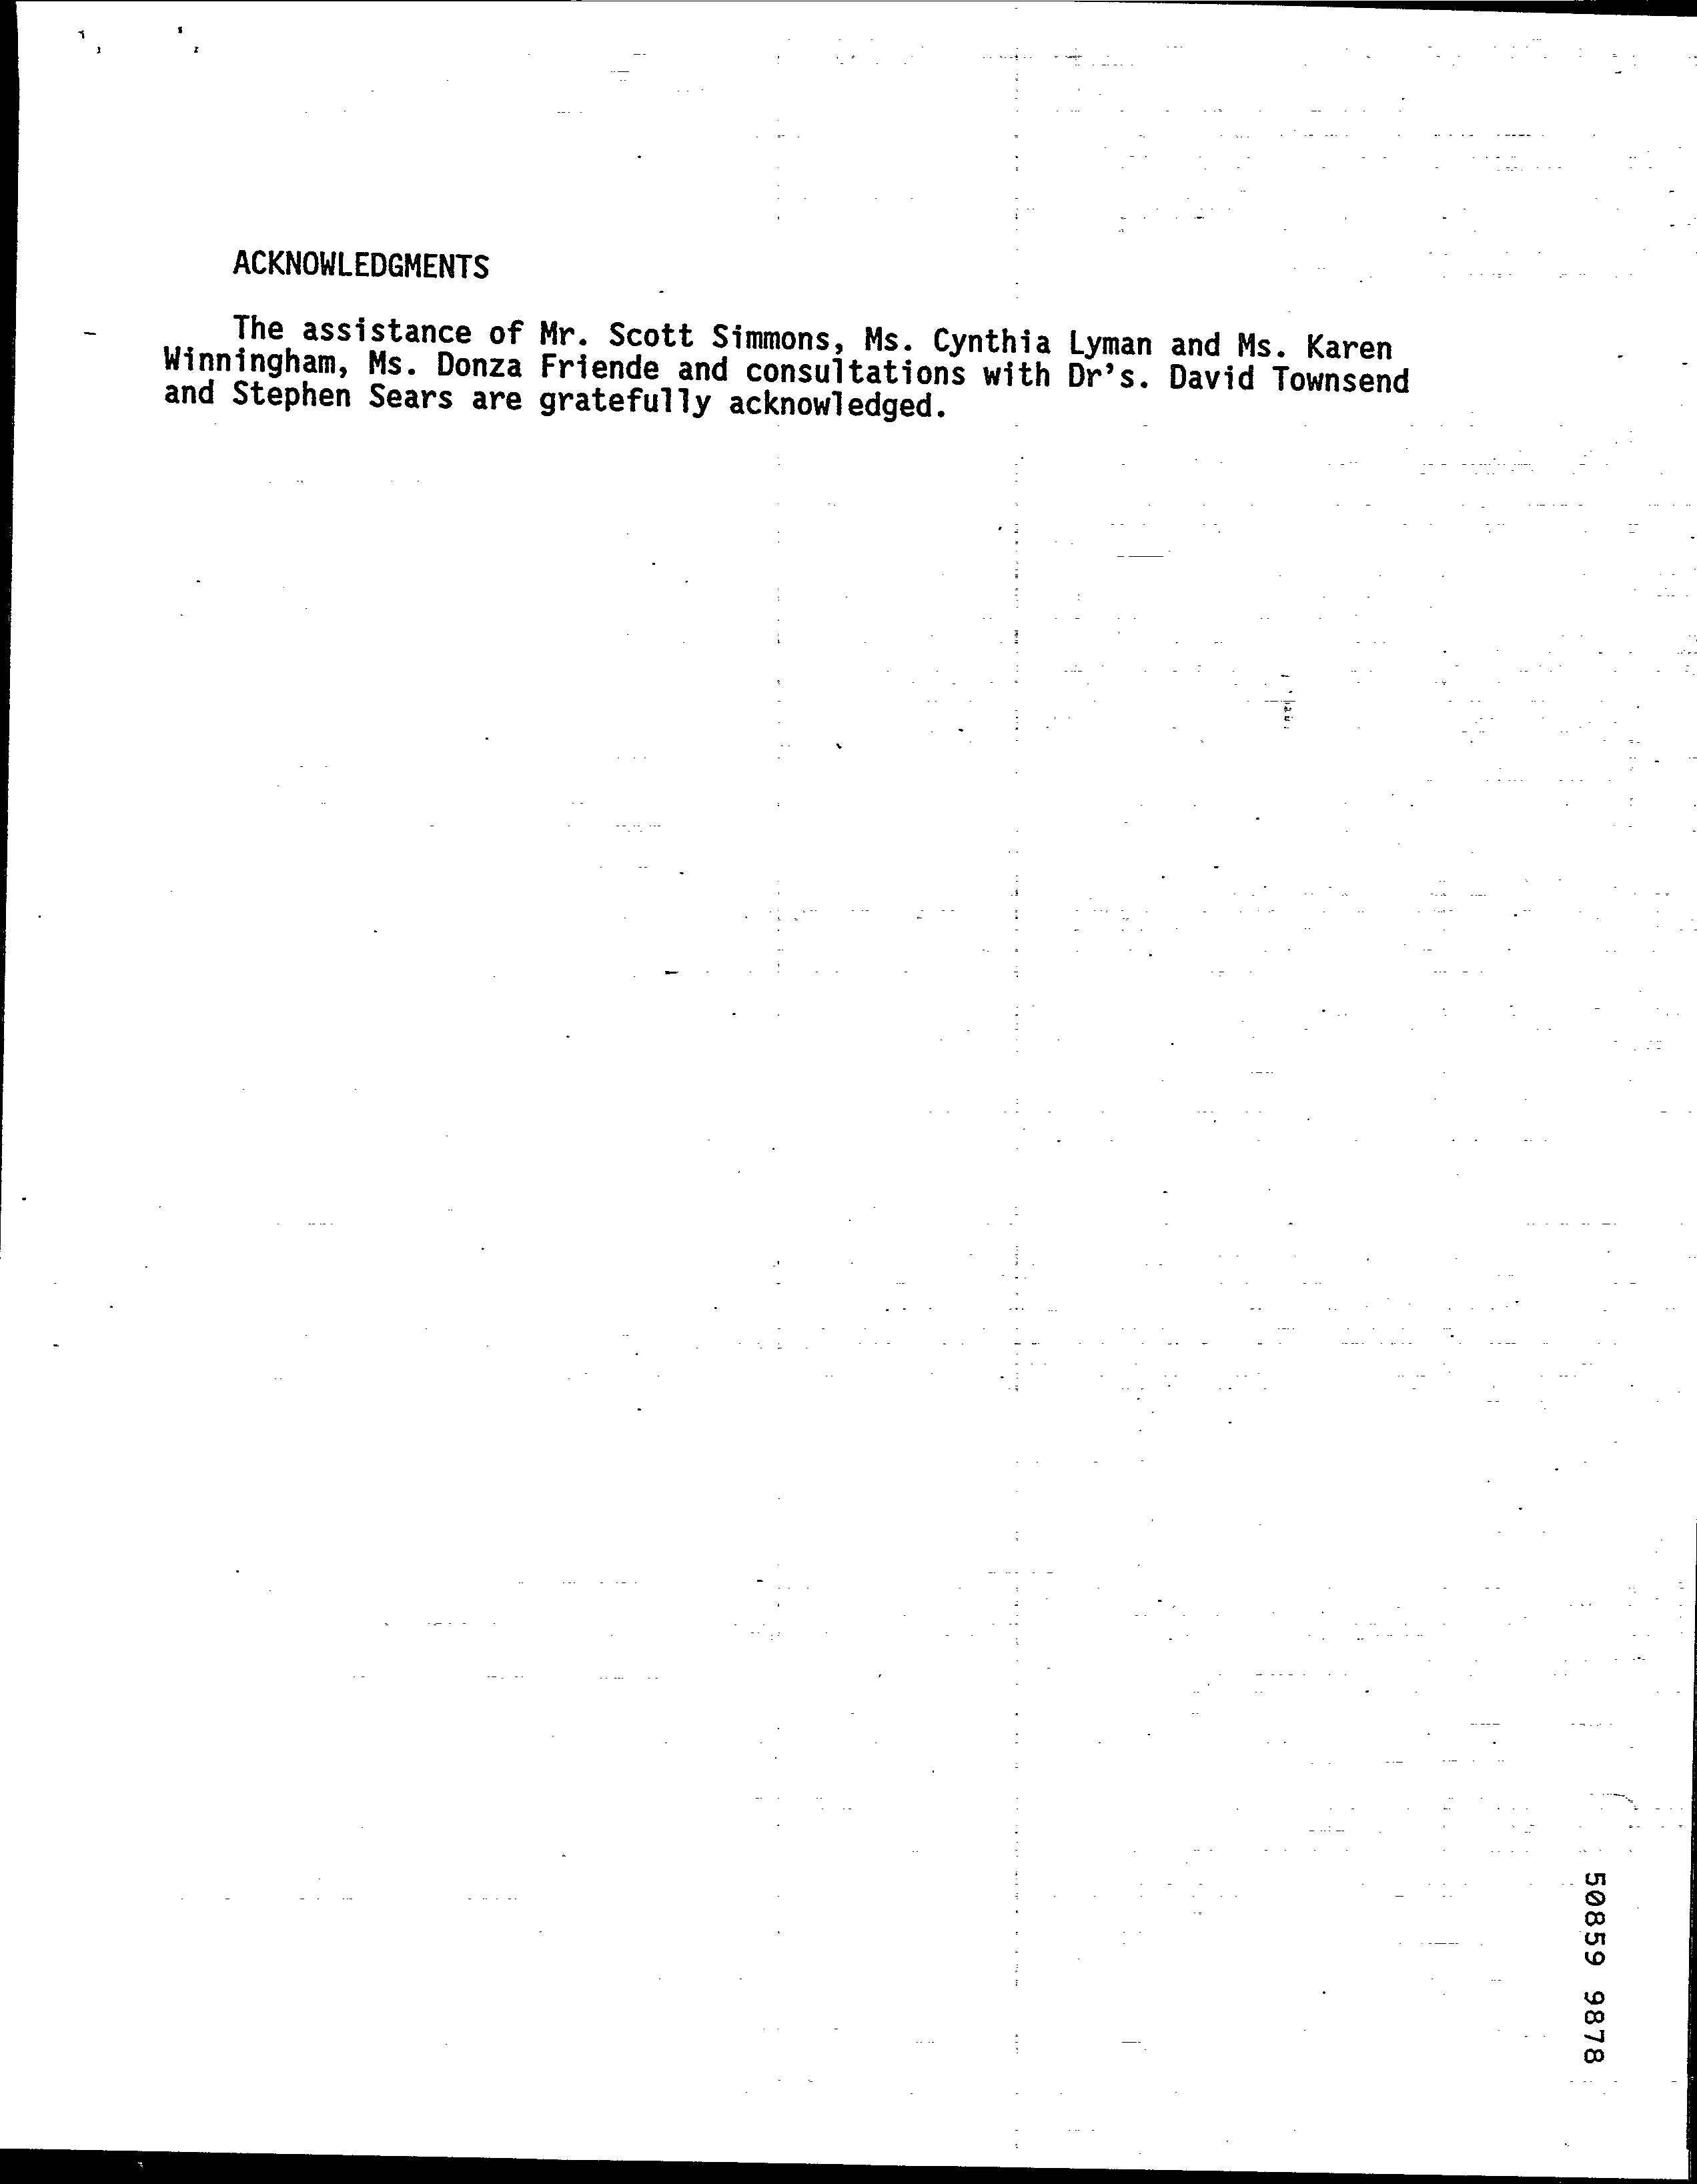 ACKNOWLEDGMENTS
The assistance of Mr. Scott Simmons, Ms. Cynthia Lyman and Ms. Karen
Winningham, Ms. Donza Friende and consultations with Dr's. David Townsend
and Stephen Sears are gratefully acknowledged.
50859 9878